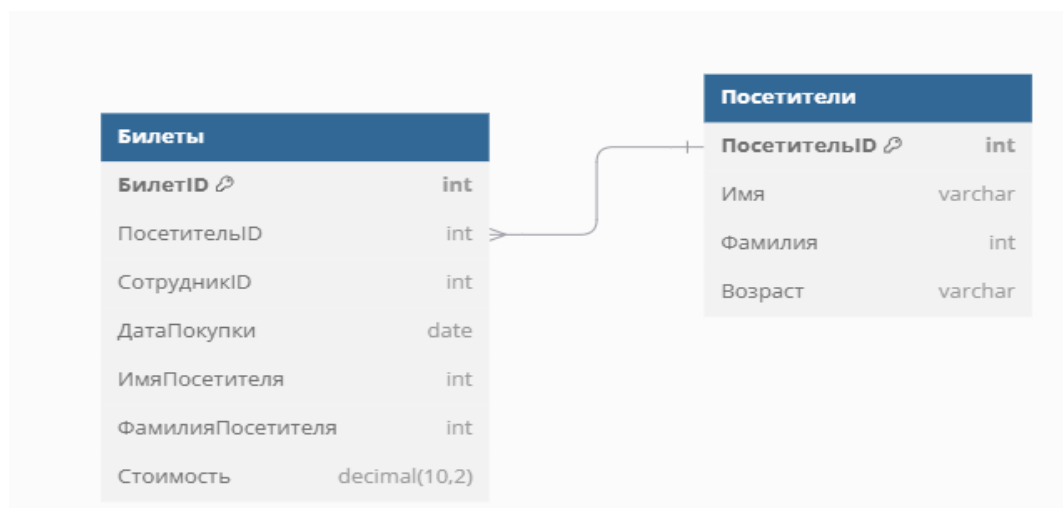 Билеты
БилетID int
ПосетительID int
СотрудникID int
ДатаПокупки date
ИмяПосетителя int
ФамилияПосетителя int
Стоимость decimal(10,2)
Посетители
ПосетительID int
Имя varchar
Фамилия int
Возраст varchar